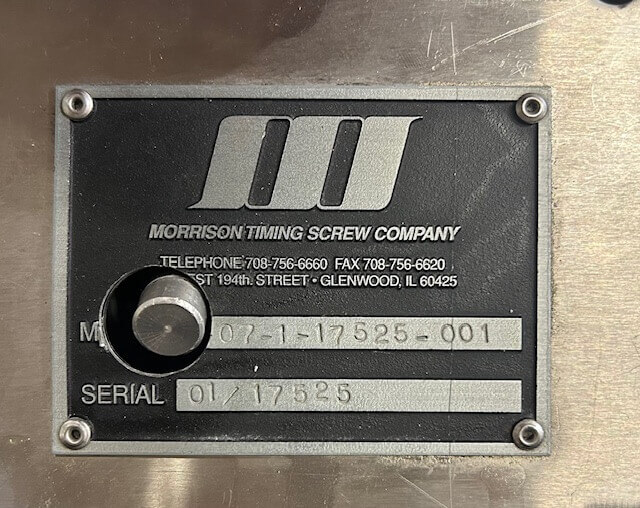 MORRISON TIMING SCREW COMPANY
TELEPHONE 708-756-6660 FAX 708-756-6620
194th. STREET • GLENWOOD, IL 60425
07-1-17525-001
SERIAL 01/17525